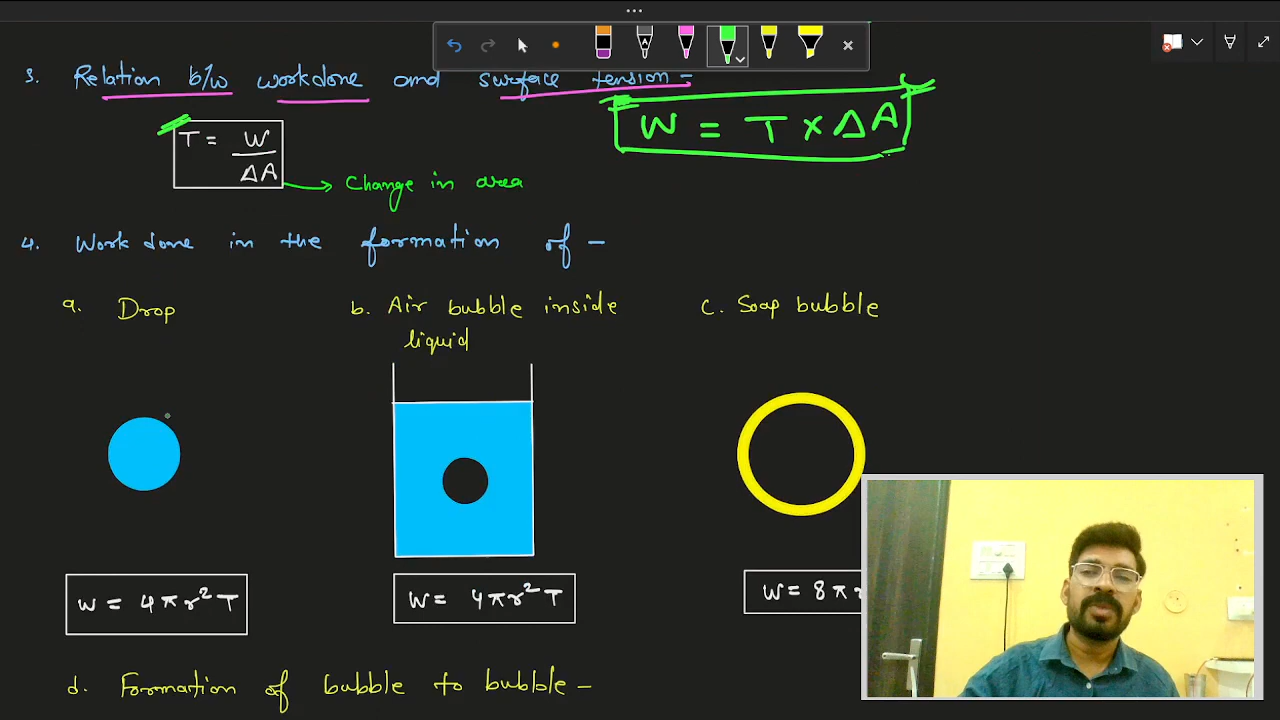 3. Relation b/w workdone and surface tension -
W = T × ΔA
T = W / ΔA
Change in area
4. Work done in the formation of -
a. Drop
b. Air bubble inside liquid
c. Soap bubble
W = 4πr²T
W = 4πr²T
W = 8π
d. Formation of bubble to bubble -